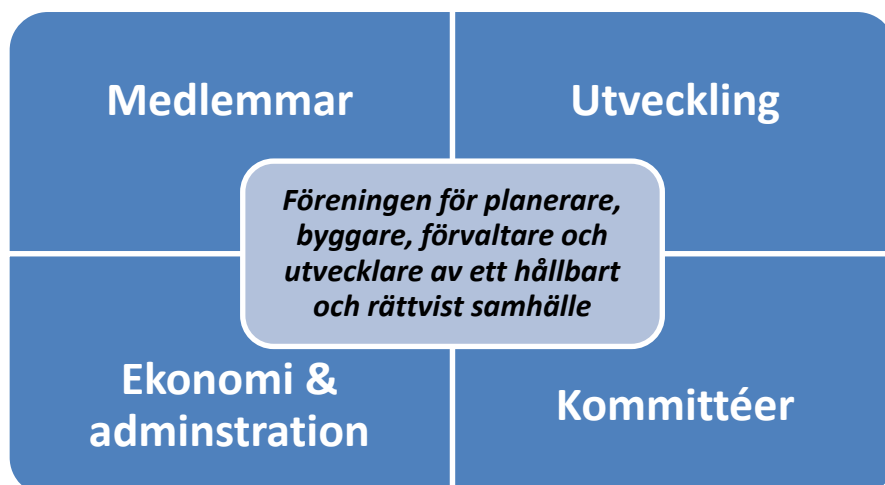 Medlemmar
Utveckling
Föreningen för planerare,
byggare, förvaltare och
utvecklare av ett hållbart
och rättvist samhälle
Ekonomi &
adminstration
Kommittéer